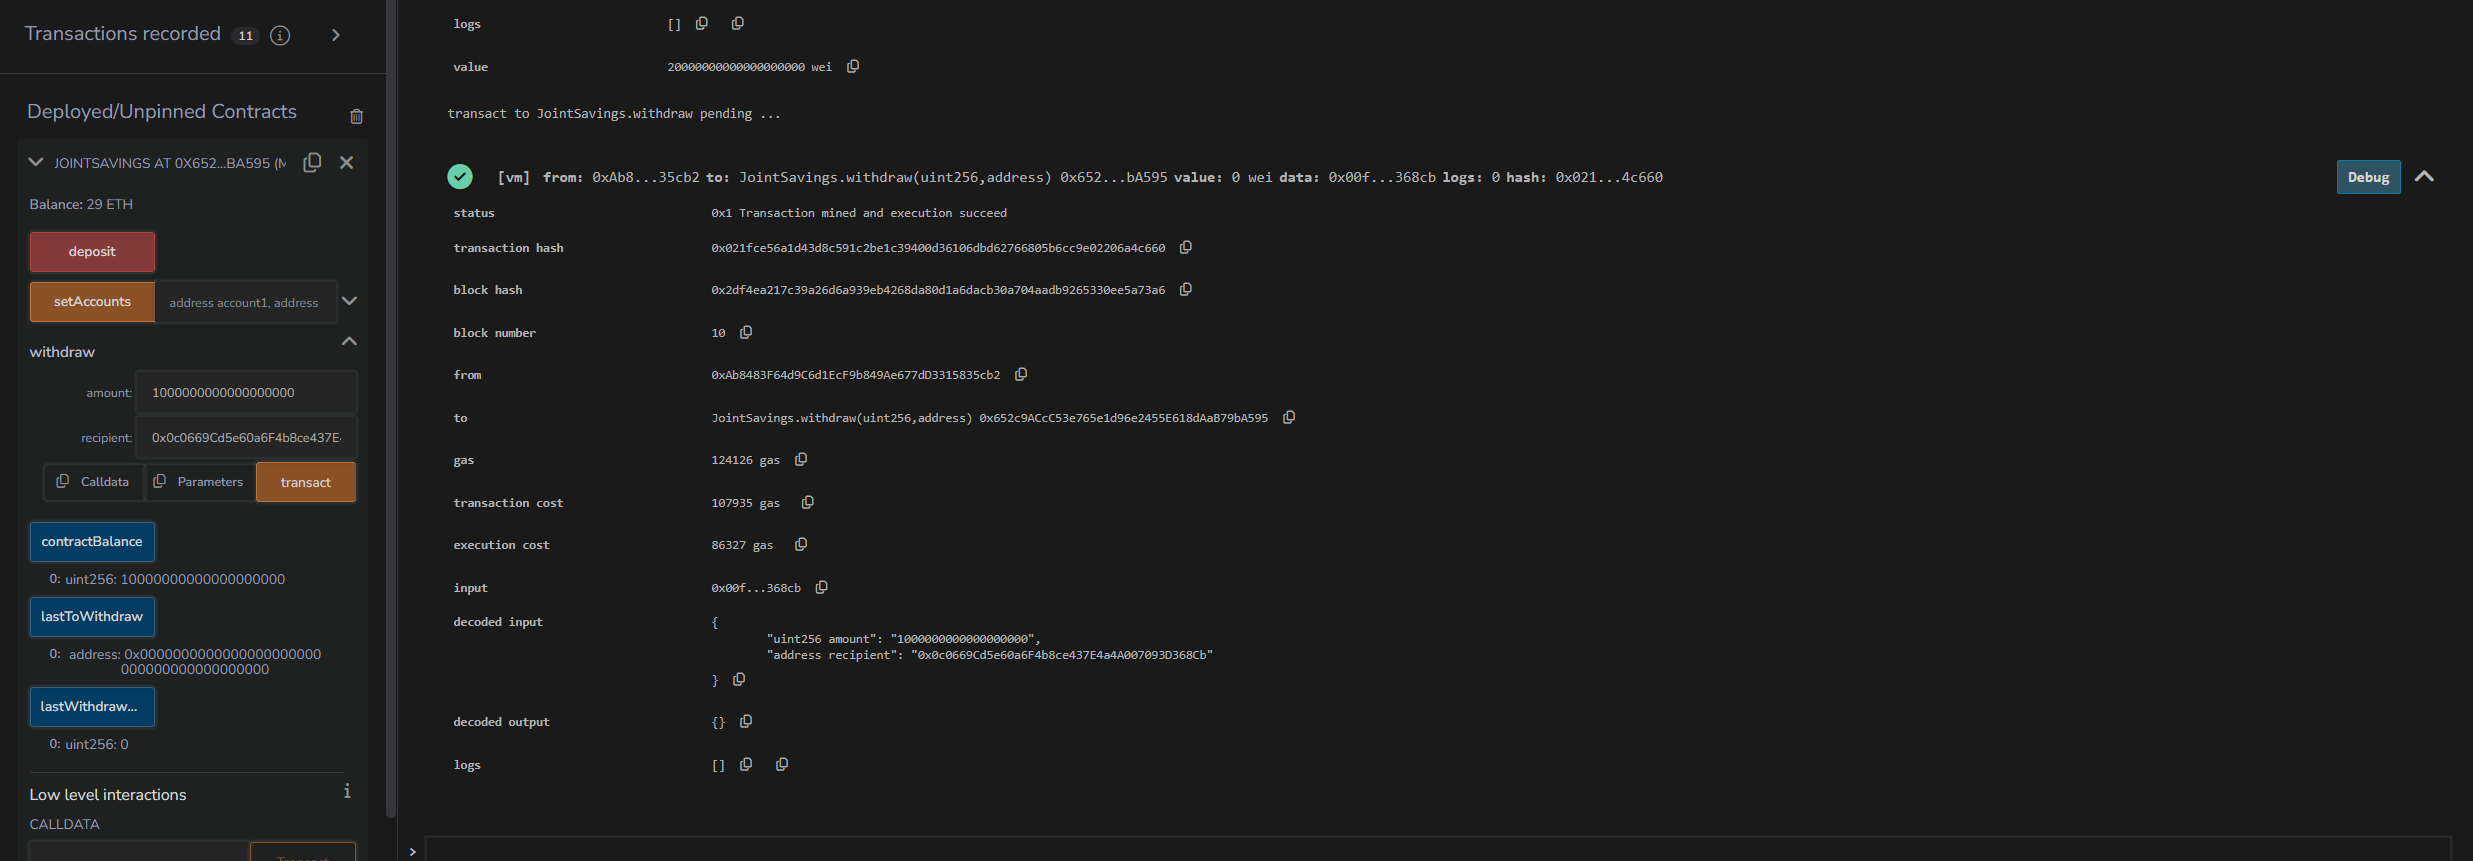 Transactions recorded 11 i
Deployed/Unpinned Contracts
JOINTSAVINGS AT 0X652...BA595 (M
Balance: 29 ETH
deposit
setAccounts address account1, address
withdraw
amount: 1000000000000000000
recipient: 0x0c0669Cd5e60a6F4b8ce437E
Calldata Parameters transact
contractBalance
0: uint256: 10000000000000000000
lastToWithdraw
0: address: 0x0000000000000000000000
000000000000000000
lastWithdraw...
0: uint256: 0
Low level interactions i
CALLDATA
Transact
logs []
value 20000000000000000000 wei
transact to JointSavings.withdraw pending ...
[vm] from: 0xAb8...35cb2 to: JointSavings.withdraw(uint256,address) 0x652...bA595 value: 0 wei data: 0x00f...368cb logs: 0 hash: 0x021...4c660 Debug
status 0x1 Transaction mined and execution succeed
transaction hash 0x021fce56a1d43d8c591c2be1c39400d36106dbd62766805b6cc9e02206a4c660
block hash 0x2df4ea217c39a26d6a939eb4268da80d1a6dacb30a704aadb9265330ee5a73a6
block number 10
from 0xAb8483F64d9C6d1EcF9b849Ae677dD3315835cb2
to JointSavings.withdraw(uint256,address) 0x652c9ACcC53e765e1d96e2455E618dAaB79bA595
gas 124126 gas
transaction cost 107935 gas
execution cost 86327 gas
input 0x00f...368cb
decoded input {
"uint256 amount": "1000000000000000000",
"address recipient": "0x0c0669Cd5e60a6F4b8ce437E4a4A007093D368Cb"
}
decoded output {}
logs []
>